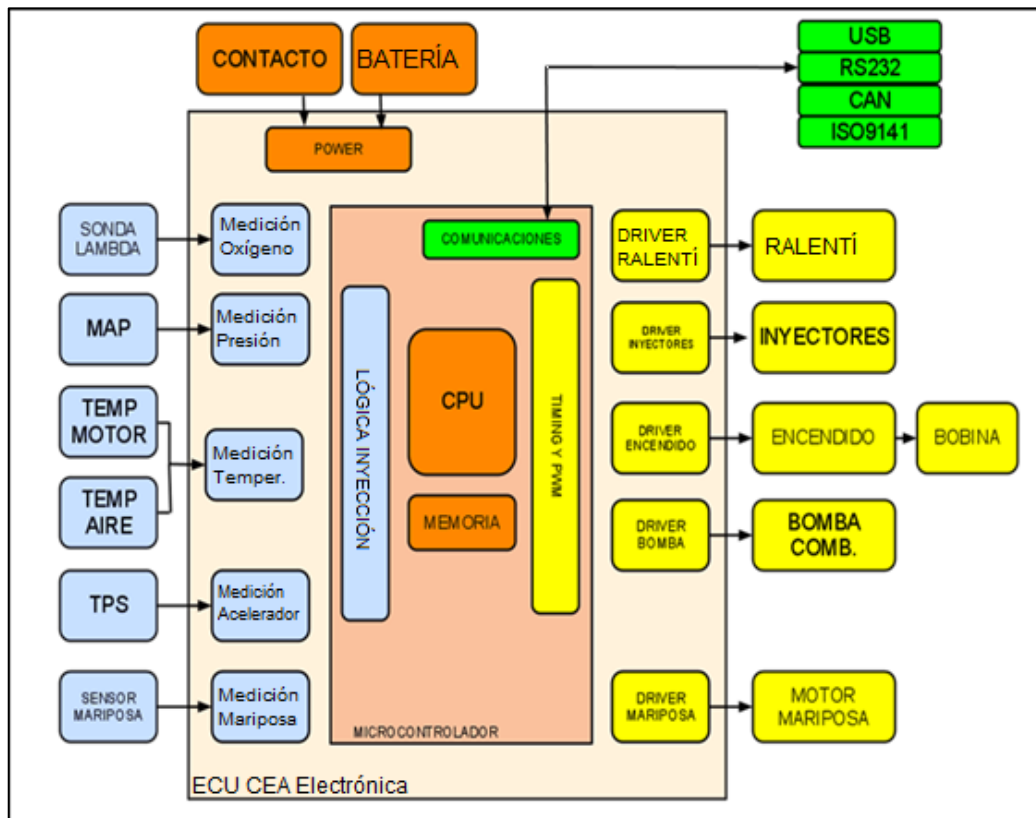 CONTACTO
BATERÍA
POWER
USB
RS232
CAN
ISO9141
SONDA
LAMBDA
Medición
Oxígeno
MAP
Medición
Presión
TEMP
MOTOR
TEMP
AIRE
Medición
Temper.
TPS
Medición
Acelerador
SENSOR
MARIPOSA
Medición
Mariposa
COMUNICACIONES
LÓGICA INYECCIÓN
CPU
MEMORIA
TIMING Y PWM
MICROCONTROLADOR
DRIVER
RALENTÍ
RALENTÍ
DRIVER
INYECTORES
INYECTORES
DRIVER
ENCENDIDO
ENCENDIDO
BOBINA
DRIVER
BOMBA
BOMBA
COMB.
DRIVER
MARIPOSA
MOTOR
MARIPOSA
ECU CEA Electrónica